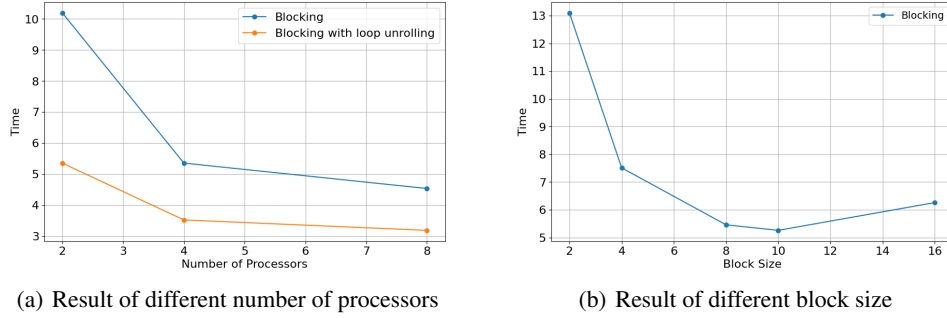 10
9
8
7
6
5
4
3
Time
2 3 4 5 6 7 8
Number of Processors
Blocking
Blocking with loop unrolling
(a) Result of different number of processors
13
12
11
10
9
8
7
6
5
Time
2 4 6 8 10 12 14 16
Block Size
Blocking
(b) Result of different block size